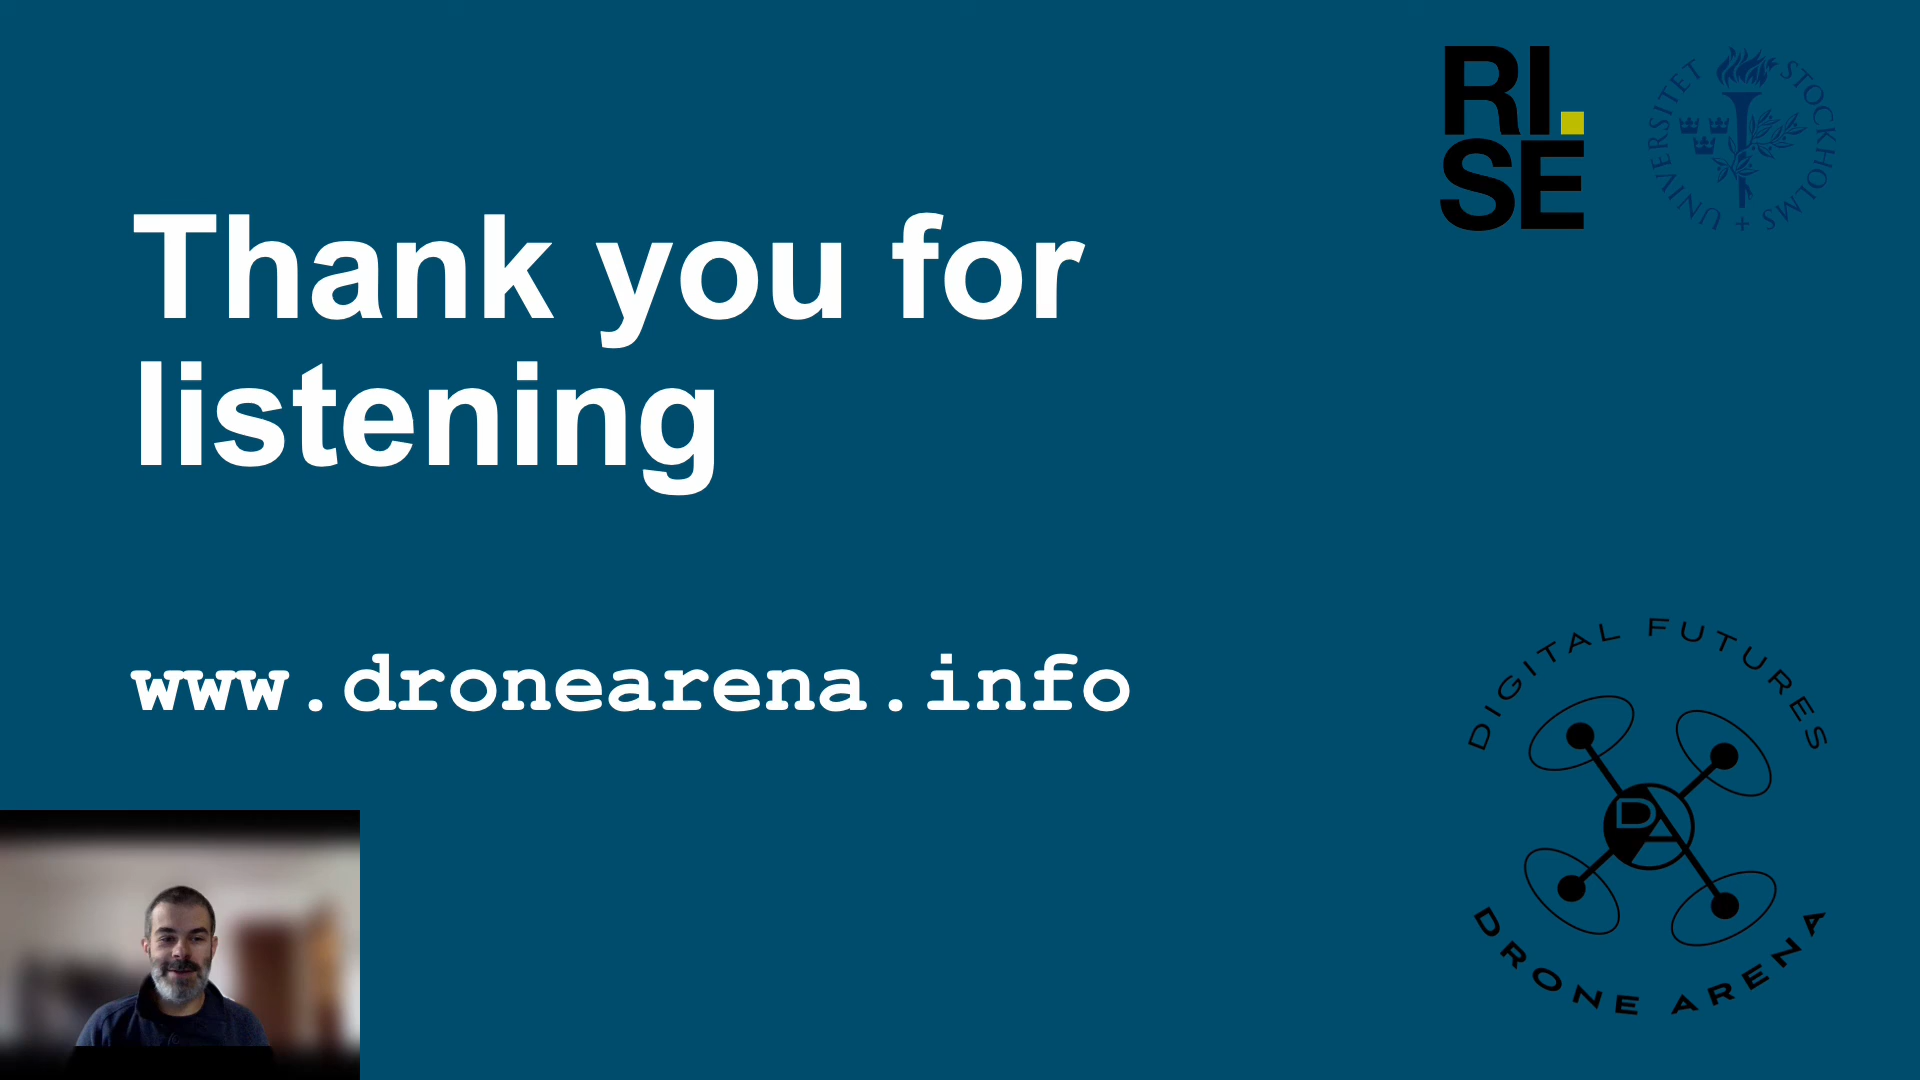 RI.
SE
STOCKHOLMS + UNIVERSITET
Thank you for
listening
www.dronearena.info
DIGITAL FUTURES
DA
DRONE ARENA